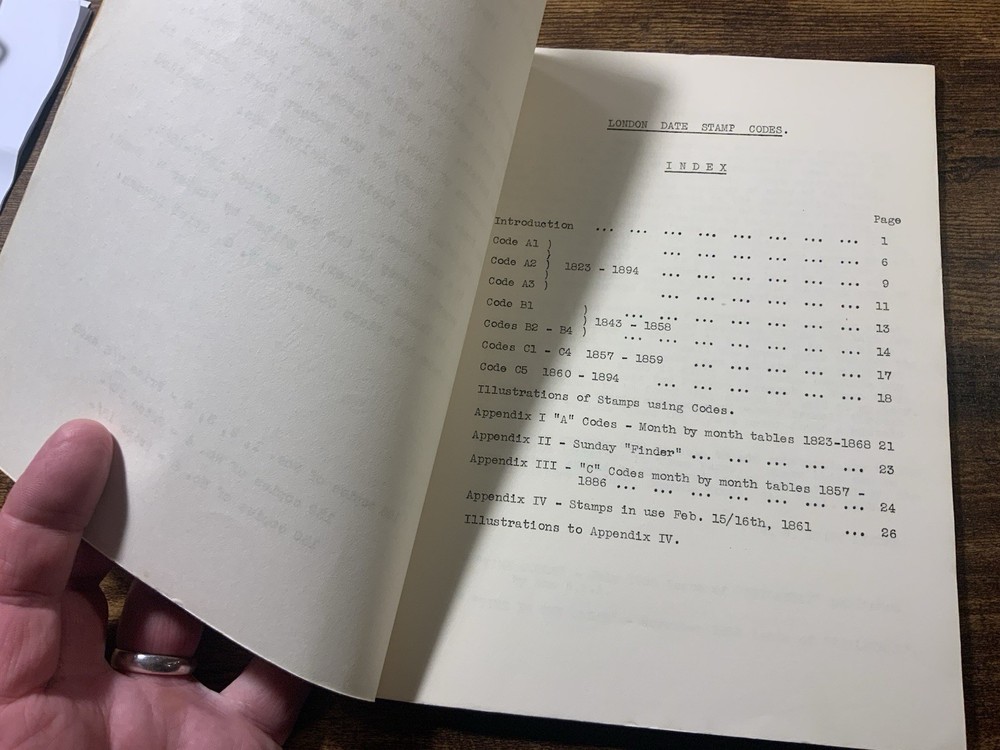 LONDON DATE STAMP CODES.
I N D E X
Page
Introduction ... ... ... ... ... ... ... ... 1
Code A1 ) ... ... ... ... ... ... 6
Code A2 ) 1823 - 1894 ... ... ... ... ... ... 9
Code A3 ) ... ... ... ... ... ... 11
Code B1 ) ... ... ... ... ... ... ... 13
Codes B2 - B4 ) 1843 - 1858 ... ... ... ... ... ... ... 14
Codes C1 - C4 1857 - 1859 ... ... ... ... ... 17
Code C5 1860 - 1894 ... ... ... ... ... ... 18
Illustrations of Stamps using Codes.
Appendix I "A" Codes - Month by month tables 1823-1868 21
Appendix II - Sunday "Finder" ... ... ... ... ... 23
Appendix III - "C" Codes month by month tables 1857 -
1886 ... ... ... ... ... ... ... 24
Appendix IV - Stamps in use Feb. 15/16th, 1861 ... 26
Illustrations to Appendix IV.